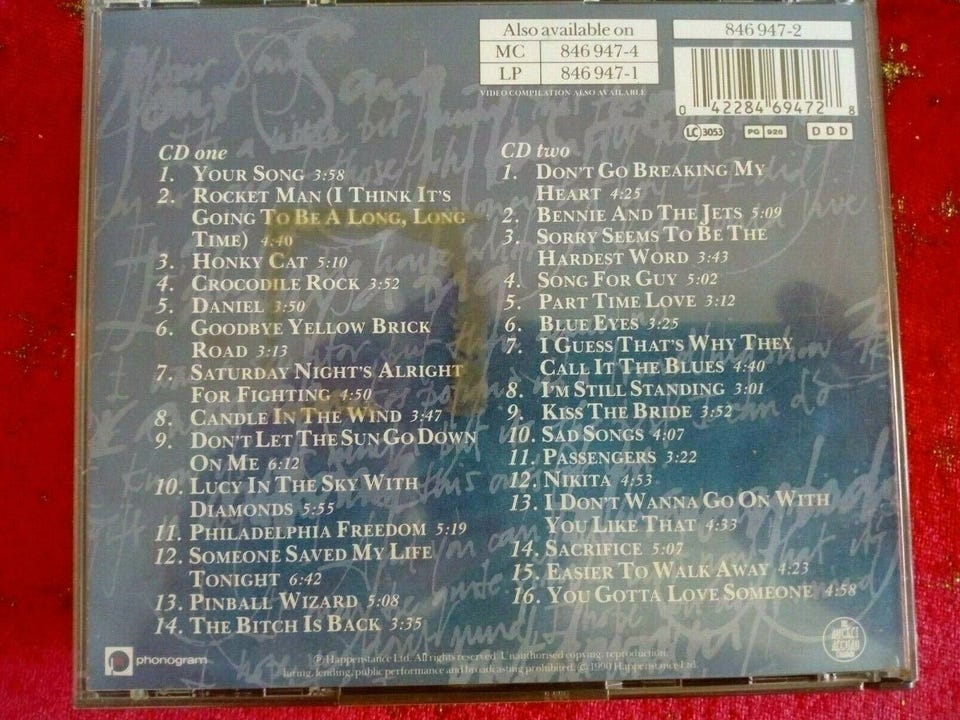 Also available on
MC 846 947-4
LP 846 947-1
VIDEO COMPILATION ALSO AVAILABLE
846 947-2
0 42284 69472 8
LC 3053 PG 920 DDD
CD one
1. YOUR SONG 3:58
2. ROCKET MAN (I THINK IT'S
GOING TO BE A LONG, LONG
TIME) 4:40
3. HONKY CAT 5:10
4. CROCODILE ROCK 3:52
5. DANIEL 3:50
6. GOODBYE YELLOW BRICK
ROAD 3:13
7. SATURDAY NIGHT'S ALRIGHT
FOR FIGHTING 4:50
8. CANDLE IN THE WIND 3:47
9. DON'T LET THE SUN GO DOWN
ON ME 6:12
10. LUCY IN THE SKY WITH
DIAMONDS 5:55
11. PHILADELPHIA FREEDOM 5:19
12. SOMEONE SAVED MY LIFE
TONIGHT 6:42
13. PINBALL WIZARD 5:08
14. THE BITCH IS BACK 3:35
CD two
1. DON'T GO BREAKING MY
HEART 4:25
2. BENNIE AND THE JETS 5:09
3. SORRY SEEMS TO BE THE
HARDEST WORD 3:43
4. SONG FOR GUY 5:02
5. PART TIME LOVE 3:12
6. BLUE EYES 3:25
7. I GUESS THAT'S WHY THEY
CALL IT THE BLUES 4:40
8. I'M STILL STANDING 3:01
9. KISS THE BRIDE 3:52
10. SAD SONGS 4:07
11. PASSENGERS 3:22
12. NIKITA 4:53
13. I DON'T WANNA GO ON WITH
YOU LIKE THAT 4:33
14. SACRIFICE 5:07
15. EASIER TO WALK AWAY 4:23
16. YOU GOTTA LOVE SOMEONE 4:58
phonogram
℗ Happenstance Ltd. All rights reserved. Unauthorised copying, reproduction,
hiring, lending, public performance and broadcasting prohibited. © 1990 Happenstance Ltd.